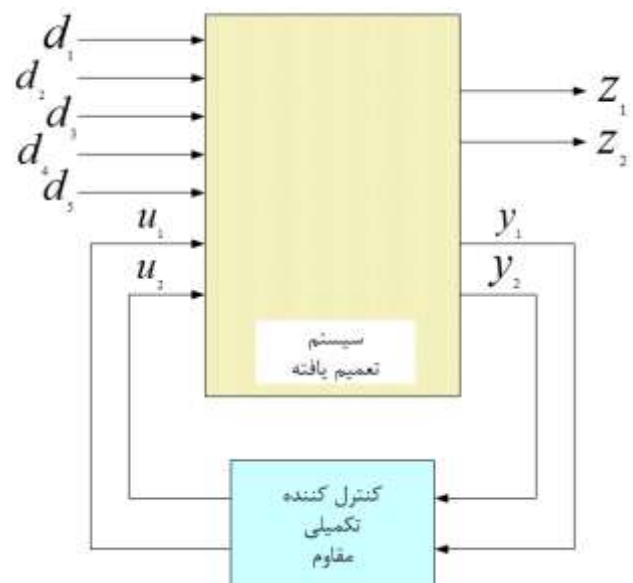 d₁
d₂
d₃
d₄
d₅
u₁
u₂
z₁
z₂
y₁
y₂
سیستم
تعمیم یافته
کنترل کننده
تکمیلی
مقاوم